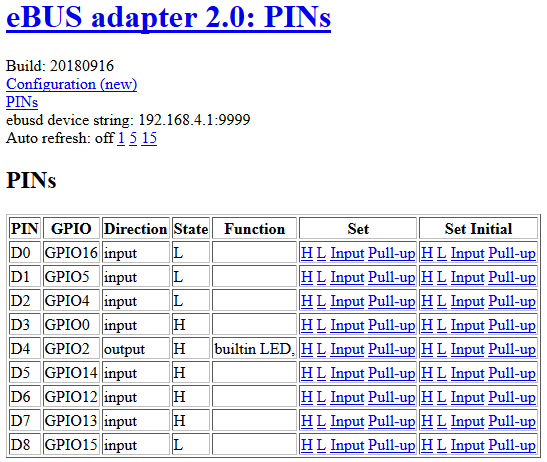 eBUS adapter 2.0: PINs
Build: 20180916
Configuration (new)
PINs
ebusd device string: 192.168.4.1:9999
Auto refresh: off 1 5 15
PINs
PIN GPIO Direction State Function Set Set Initial
D0 GPIO16 input L H L Input Pull-up H L Input Pull-up
D1 GPIO5 input L H L Input Pull-up H L Input Pull-up
D2 GPIO4 input L H L Input Pull-up H L Input Pull-up
D3 GPIO0 input H H L Input Pull-up H L Input Pull-up
D4 GPIO2 output H builtin LED, H L Input Pull-up H L Input Pull-up
D5 GPIO14 input H H L Input Pull-up H L Input Pull-up
D6 GPIO12 input H H L Input Pull-up H L Input Pull-up
D7 GPIO13 input H H L Input Pull-up H L Input Pull-up
D8 GPIO15 input L H L Input Pull-up H L Input Pull-up